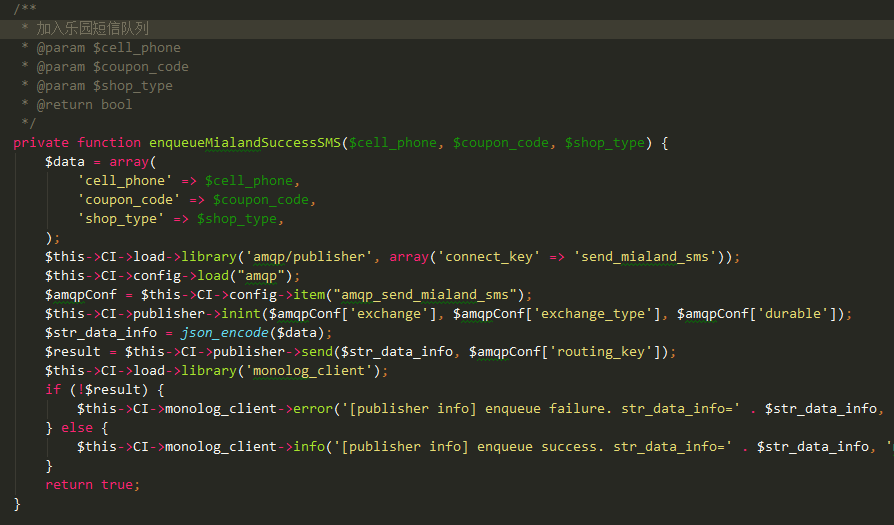 /**
 * 加入乐园短信队列
 * @param $cell_phone
 * @param $coupon_code
 * @param $shop_type
 * @return bool
 */
private function enqueueMialandSuccessSMS($cell_phone, $coupon_code, $shop_type) {
    $data = array(
        'cell_phone' => $cell_phone,
        'coupon_code' => $coupon_code,
        'shop_type' => $shop_type,
    );
    $this->CI->load->library('amqp/publisher', array('connect_key' => 'send_mialand_sms'));
    $this->CI->config->load("amqp");
    $amqpConf = $this->CI->config->item("amqp_send_mialand_sms");
    $this->CI->publisher->inint($amqpConf['exchange'], $amqpConf['exchange_type'], $amqpConf['durable']);
    $str_data_info = json_encode($data);
    $result = $this->CI->publisher->send($str_data_info, $amqpConf['routing_key']);
    $this->CI->load->library('monolog_client');
    if (!$result) {
        $this->CI->monolog_client->error('[publisher info] enqueue failure. str_data_info=' . $str_data_info,
    } else {
        $this->CI->monolog_client->info('[publisher info] enqueue success. str_data_info=' . $str_data_info, '
    }
    return true;
}